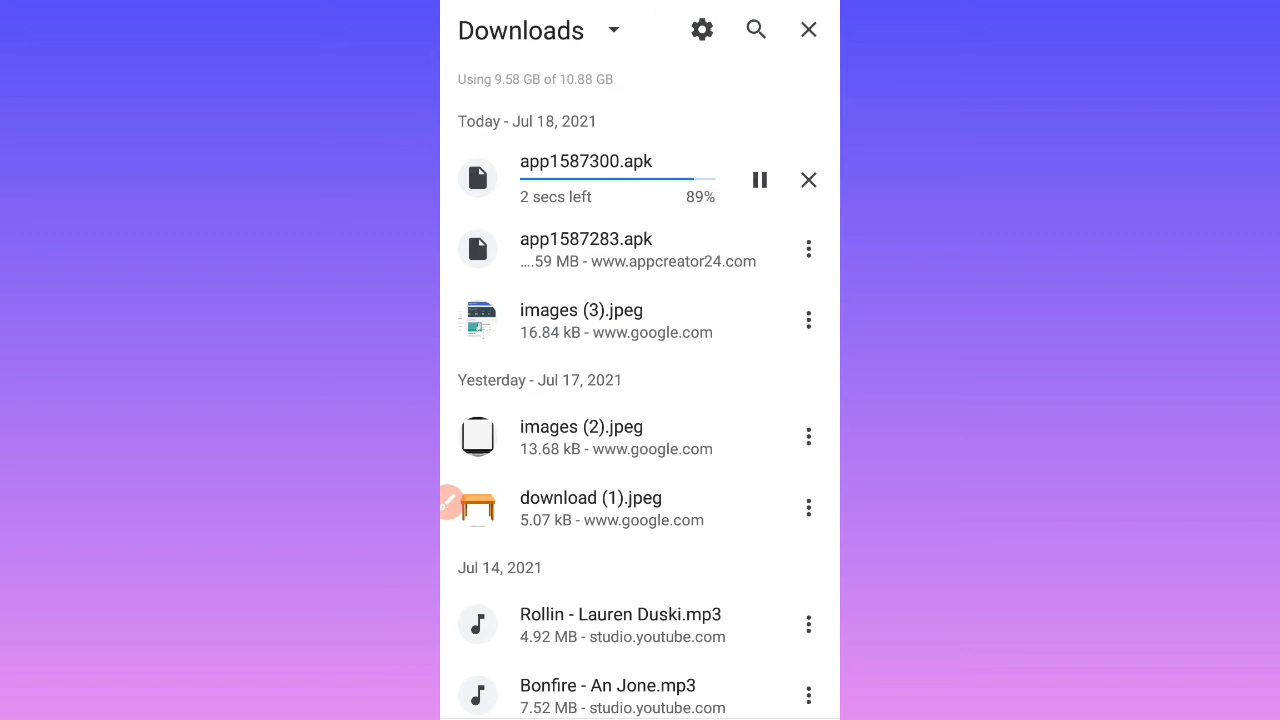 Downloads
Using 9.58 GB of 10.88 GB
Today - Jul 18, 2021
app1587300.apk
2 secs left 89%
app1587283.apk
....59 MB - www.appcreator24.com
images (3).jpeg
16.84 kB - www.google.com
Yesterday - Jul 17, 2021
images (2).jpeg
13.68 kB - www.google.com
download (1).jpeg
5.07 kB - www.google.com
Jul 14, 2021
Rollin - Lauren Duski.mp3
4.92 MB - studio.youtube.com
Bonfire - An Jone.mp3
7.52 MB - studio.youtube.com